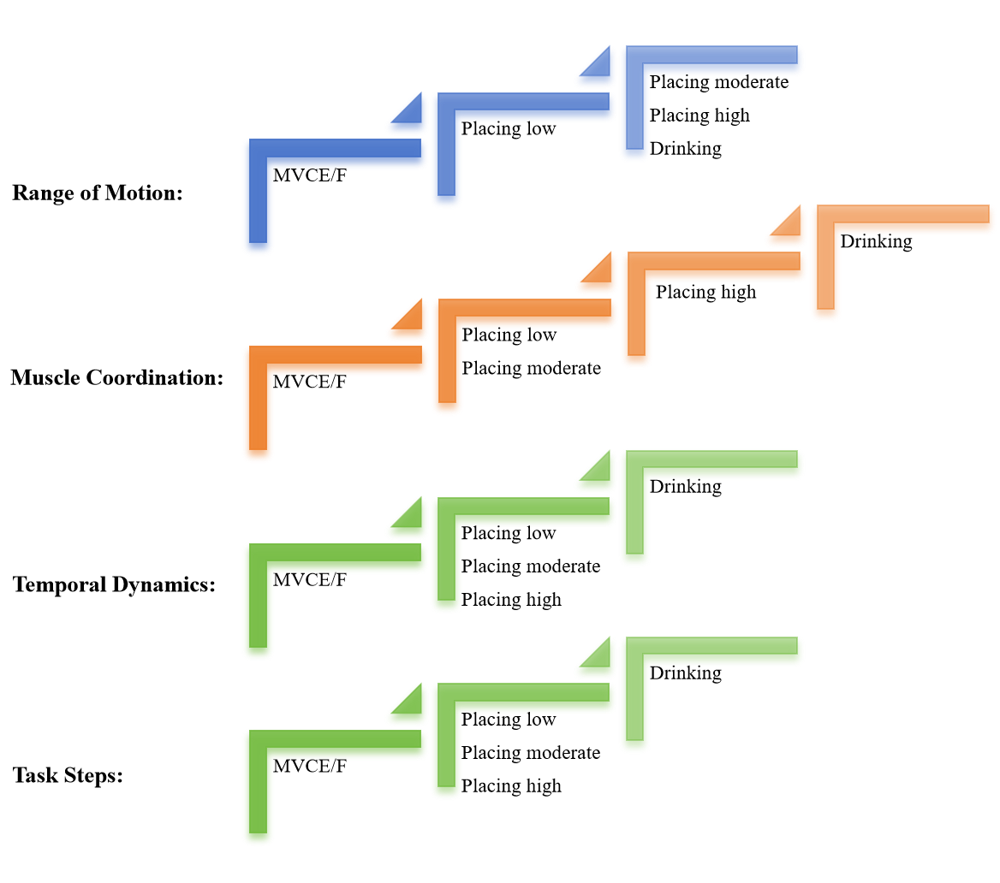 Range of Motion:
MVCE/F
Placing low
Placing moderate
Placing high
Drinking
Muscle Coordination:
MVCE/F
Placing low
Placing moderate
Placing high
Drinking
Temporal Dynamics:
MVCE/F
Placing low
Placing moderate
Placing high
Drinking
Task Steps:
MVCE/F
Placing low
Placing moderate
Placing high
Drinking